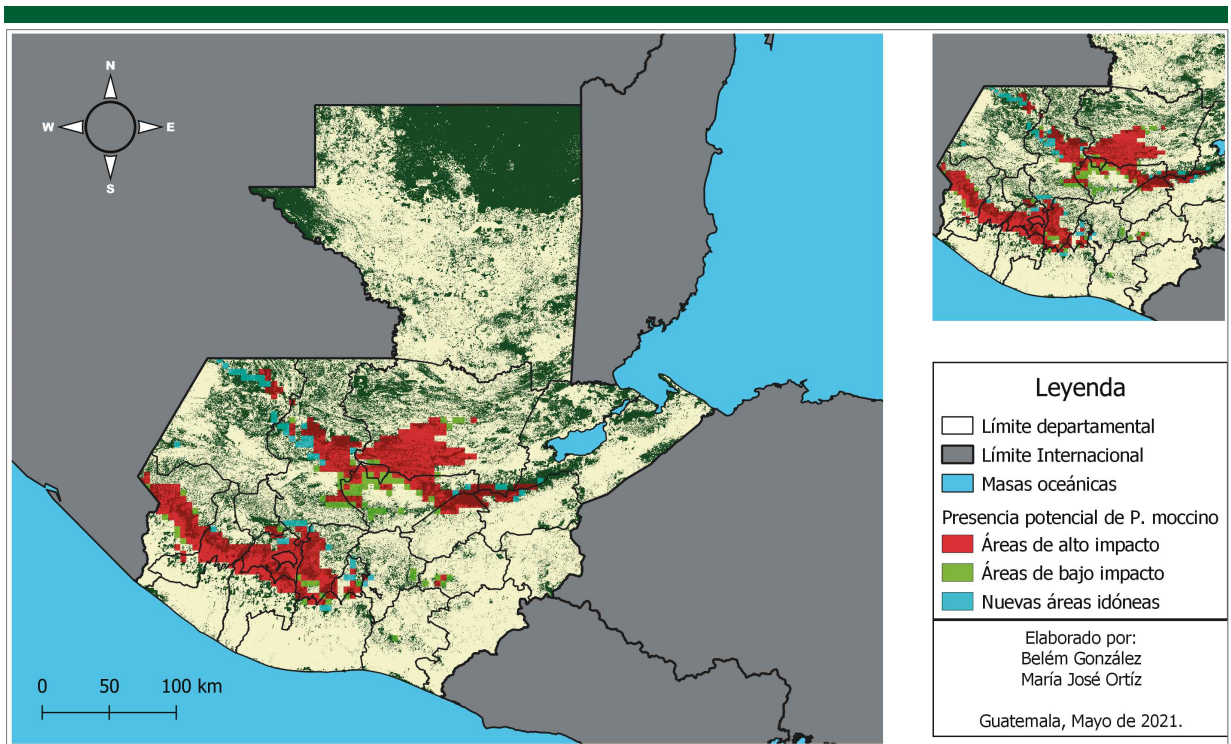 N
W E
S
0 50 100 km
Leyenda
Límite departamental
Límite Internacional
Masas oceánicas
Presencia potencial de P. moccino
Áreas de alto impacto
Áreas de bajo impacto
Nuevas áreas idóneas
Elaborado por:
Belém González
María José Ortíz
Guatemala, Mayo de 2021.